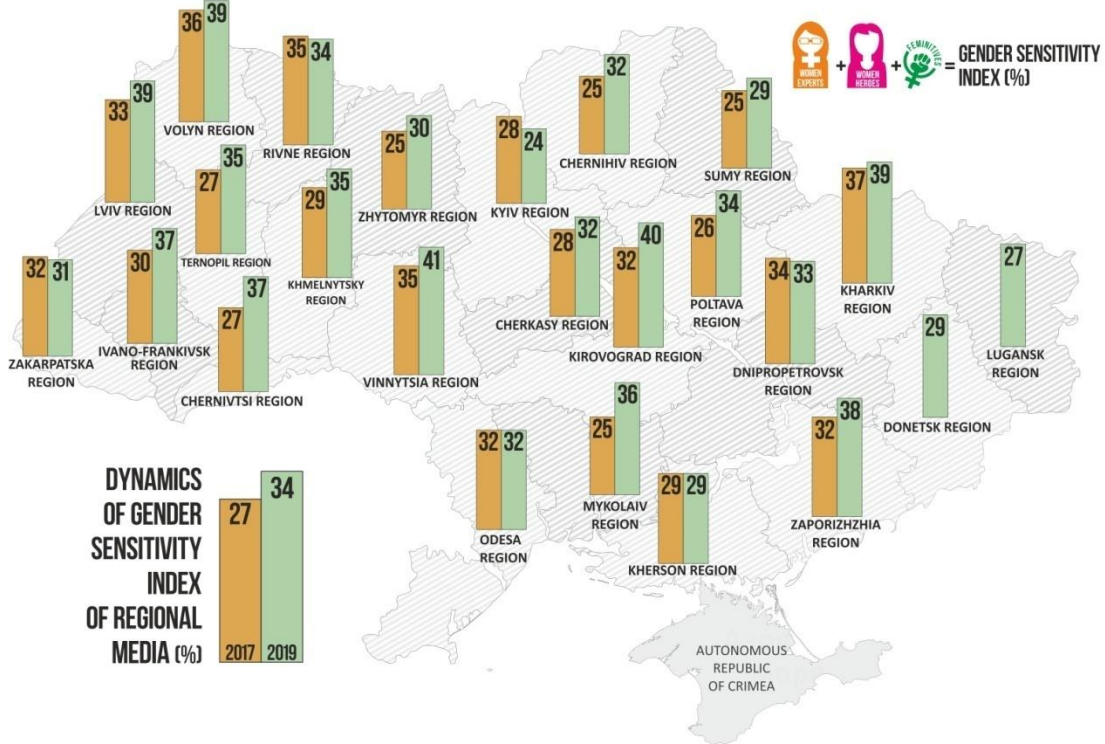 36 39
VOLYN REGION
35 34
RIVNE REGION
25 32
CHERNIHIV REGION
WOMEN
EXPERTS
+
WOMEN
HEROES
+
FEMINITIVES
= GENDER SENSITIVITY
INDEX (%)
33 39
LVIV REGION
25 30
ZHYTOMYR REGION
28 24
KYIV REGION
25 29
SUMY REGION
27 35
TERNOPIL REGION
29 35
KHMELNYTSKY
REGION
37 39
KHARKIV
REGION
32 31
ZAKARPATSKA
REGION
30 37
IVANO-FRANKIVSK
REGION
27 37
CHERNIVTSI REGION
35 41
VINNYTSIA REGION
28 32
CHERKASY REGION
32 40
KIROVOGRAD REGION
26 34
POLTAVA
REGION
34 33
DNIPROPETROVSK
REGION
27
LUGANSK
REGION
29
DONETSK REGION
32 32
ODESA
REGION
25 36
MYKOLAIV
REGION
29 29
KHERSON REGION
32 38
ZAPORIZHZHIA
REGION
DYNAMICS
OF GENDER
SENSITIVITY
INDEX
OF REGIONAL
MEDIA (%)
27 34
2017 2019
AUTONOMOUS
REPUBLIC
OF CRIMEA